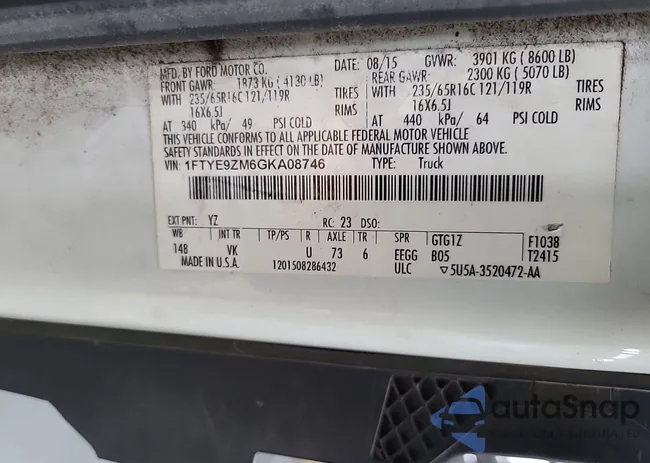 MFD. BY FORD MOTOR CO. DATE: 08/15 GVWR: 3901 KG ( 8600 LB)
FRONT GAWR: 1873 KG ( 4130 LB) REAR GAWR: 2300 KG ( 5070 LB)
WITH 235/65R16C 121/119R TIRES WITH 235/65R16C 121/119R TIRES
16X6.5J RIMS 16X6.5J RIMS
AT 340 kPa/ 49 PSI COLD AT 440 kPa/ 64 PSI COLD
THIS VEHICLE CONFORMS TO ALL APPLICABLE FEDERAL MOTOR VEHICLE
SAFETY STANDARDS IN EFFECT ON THE DATE OF MANUFACTURE SHOWN ABOVE.
VIN: 1FTYE9ZM6GKA08746 TYPE: Truck
EXT PNT: YZ RC: 23 DSO:
WB INT TR TP/PS R AXLE TR SPR GTG1Z F1038
148 VK U 73 6 EEGG B05 T2415
MADE IN U.S.A. 1201508286432 ULC 5U5A-3520472-AA
autoSnap